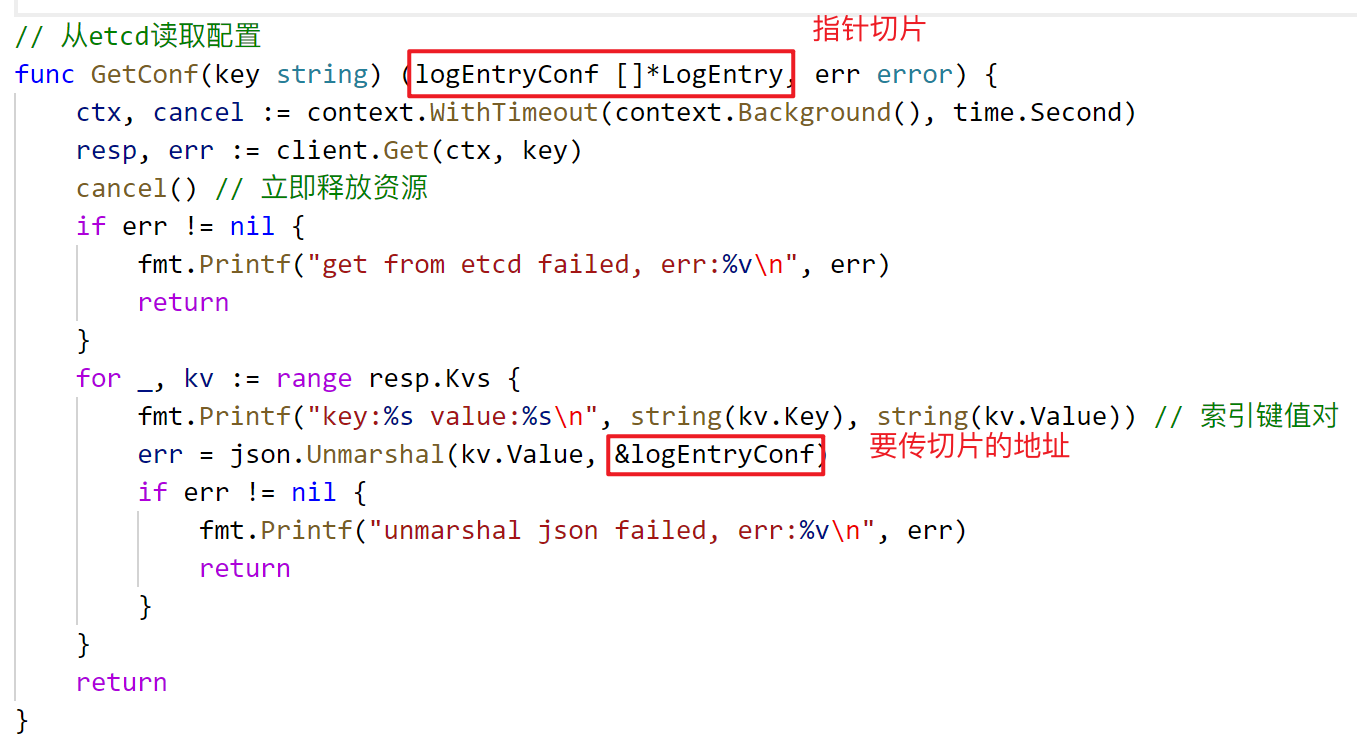 指针切片
// 从etcd读取配置
func GetConf(key string) (logEntryConf []*LogEntry, err error) {
ctx, cancel := context.WithTimeout(context.Background(), time.Second)
resp, err := client.Get(ctx, key)
cancel() // 立即释放资源
if err != nil {
fmt.Printf("get from etcd failed, err:%v\n", err)
return
}
for _, kv := range resp.Kvs {
fmt.Printf("key:%s value:%s\n", string(kv.Key), string(kv.Value)) // 索引键值对
err = json.Unmarshal(kv.Value, &logEntryConf) 要传切片的地址
if err != nil {
fmt.Printf("unmarshal json failed, err:%v\n", err)
return
}
}
return
}